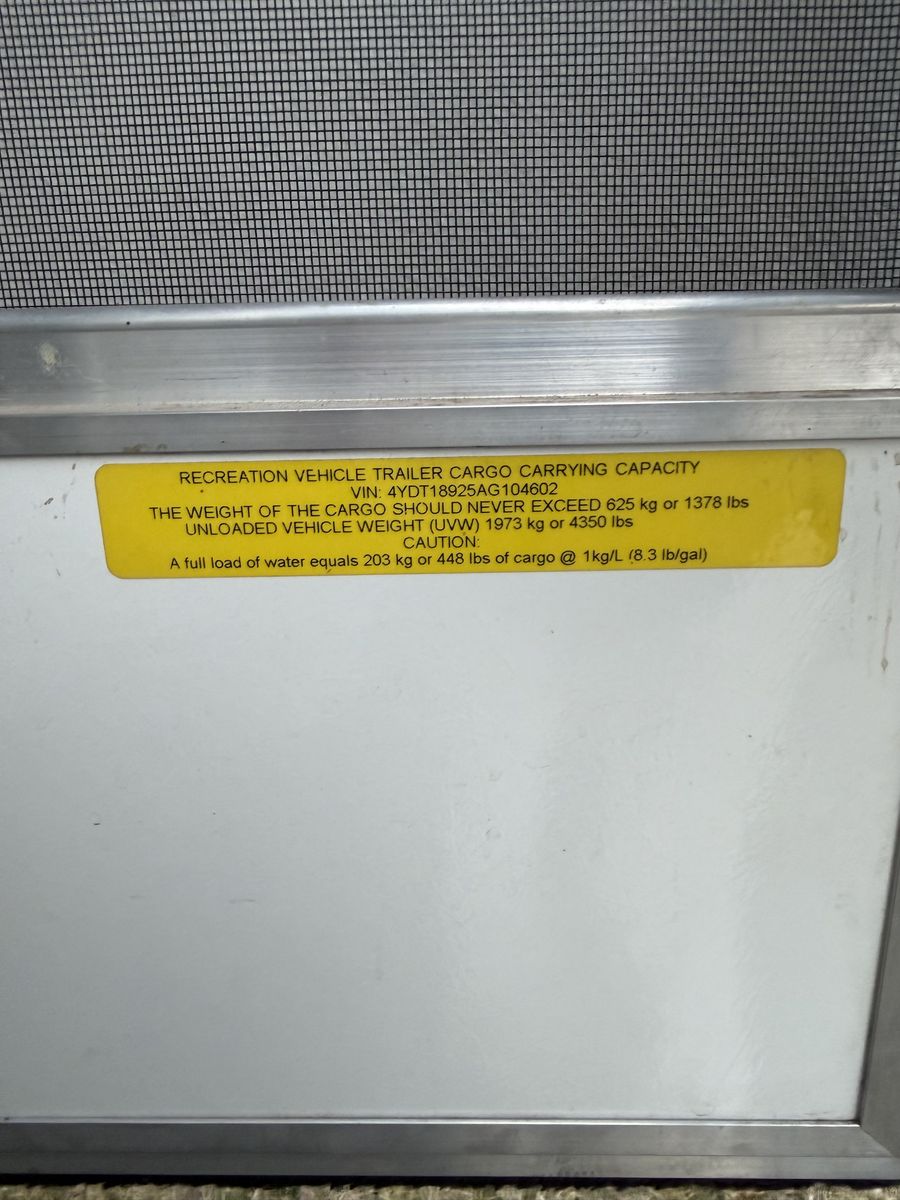 RECREATION VEHICLE TRAILER CARGO CARRYING CAPACITY
VIN: 4YDT18925AG104602
THE WEIGHT OF THE CARGO SHOULD NEVER EXCEED 625 kg or 1378 lbs
UNLOADED VEHICLE WEIGHT (UVW) 1973 kg or 4350 lbs
CAUTION:
A full load of water equals 203 kg or 448 lbs of cargo @ 1kg/L (8.3 lb/gal)